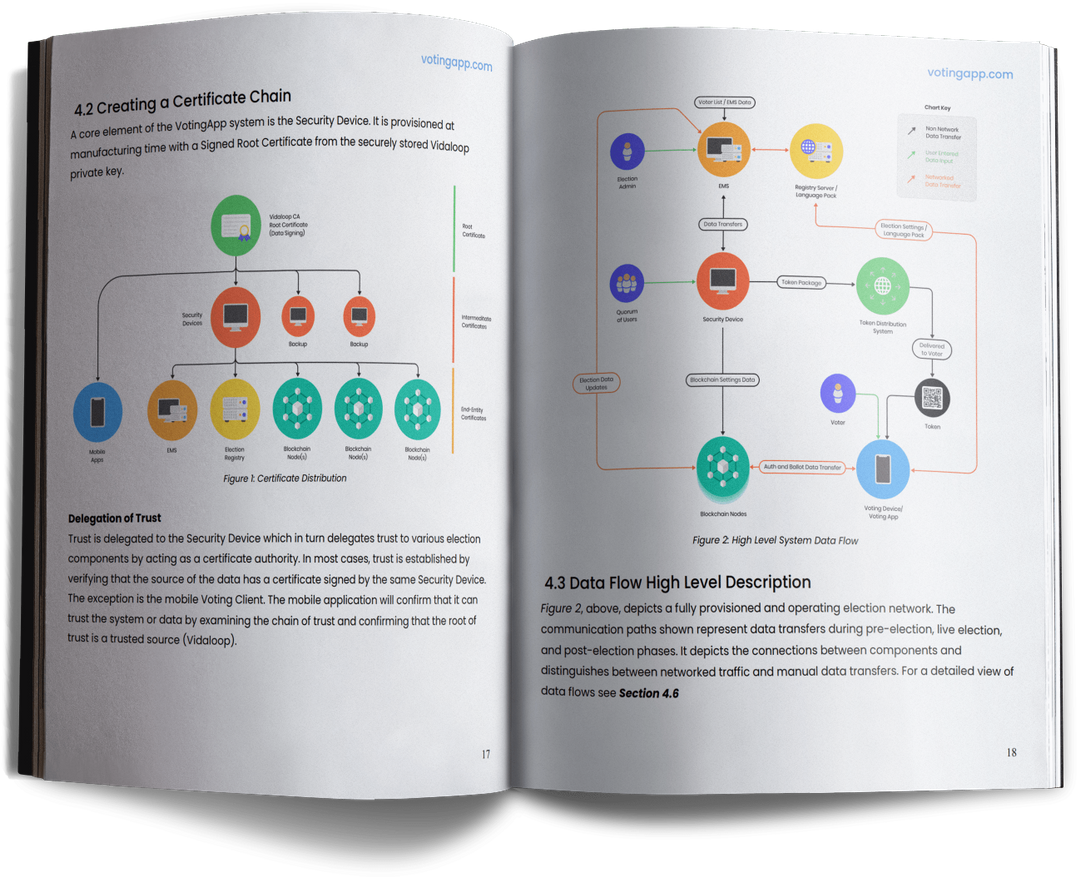 votingapp.com
4.2 Creating a Certificate Chain
A core element of the VotingApp system is the Security Device. It is provisioned at
manufacturing time with a Signed Root Certificate from the securely stored Vidaloop
private key.
Vidaloop CA
Root Certificate
(Data Signing)
Root
Certificate
Security
Devices
Backup
Backup
Intermediate
Certificates
Mobile
Apps
EMS
Election
Registry
Blockchain
Node(s)
Blockchain
Node(s)
Blockchain
Node(s)
End-Entity
Certificates
Figure 1: Certificate Distribution
Delegation of Trust
Trust is delegated to the Security Device which in turn delegates trust to various election
components by acting as a certificate authority. In most cases, trust is established by
verifying that the source of the data has a certificate signed by the same Security Device.
The exception is the mobile Voting Client. The mobile application will confirm that it can
trust the system or data by examining the chain of trust and confirming that the root of
trust is a trusted source (Vidaloop).
17
votingapp.com
Voter List / EMS Data
Chart Key
Non Network
Data Transfer
User Entered
Data Input
Networked
Data Transfer
Election
Admin
EMS
Registry Server /
Language Pack
Data Transfers
Election Settings /
Language Pack
Quorum
of Users
Security Device
Token Package
Token Distribution
System
Delivered
to Voter
Election Data
Updates
Blockchain Settings Data
Voter
Token
Auth and Ballot Data Transfer
Blockchain Nodes
Voting Device/
Voting App
Figure 2: High Level System Data Flow
4.3 Data Flow High Level Description
Figure 2, above, depicts a fully provisioned and operating election network. The
communication paths shown represent data transfers during pre-election, live election,
and post-election phases. It depicts the connections between components and
distinguishes between networked traffic and manual data transfers. For a detailed view of
data flows see Section 4.6
18